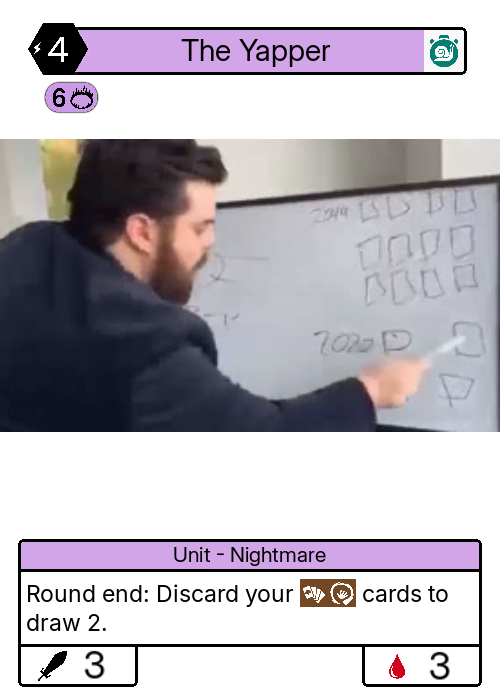 4
The Yapper
6
2019
2020
Unit - Nightmare
Round end: Discard your cards to
draw 2.
3
3